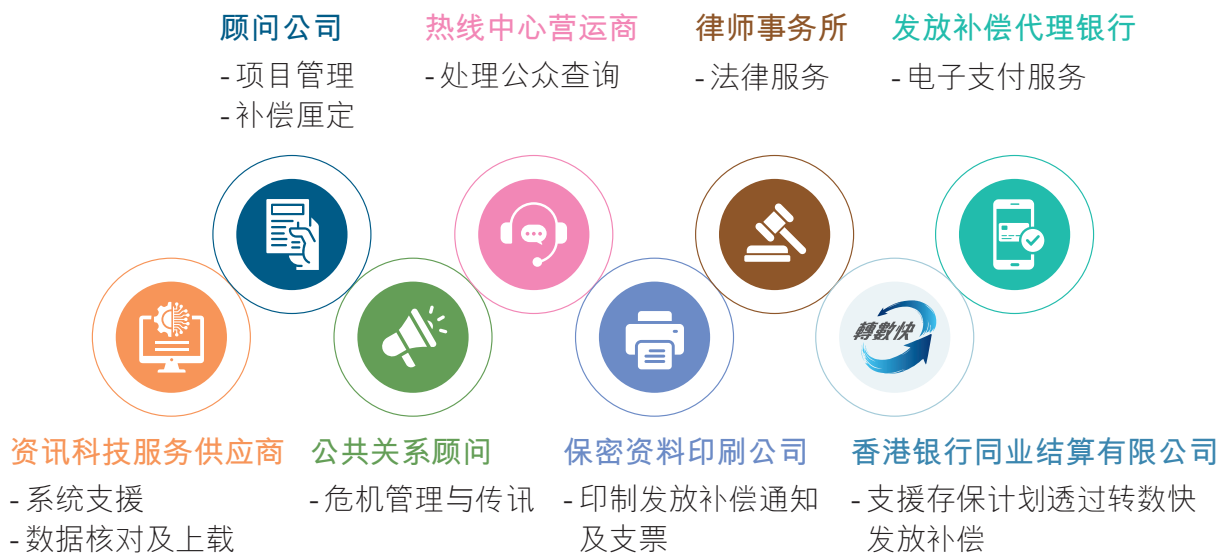 顾问公司
- 项目管理
- 补偿厘定
热线中心营运商
- 处理公众查询
律师事务所
- 法律服务
发放补偿代理银行
- 电子支付服务
轉數快
资讯科技服务供应商
- 系统支援
- 数据核对及上载
公共关系顾问
- 危机管理与传讯
保密资料印刷公司
- 印制发放补偿通知
及支票
香港银行同业结算有限公司
- 支援存保计划透过转数快
发放补偿